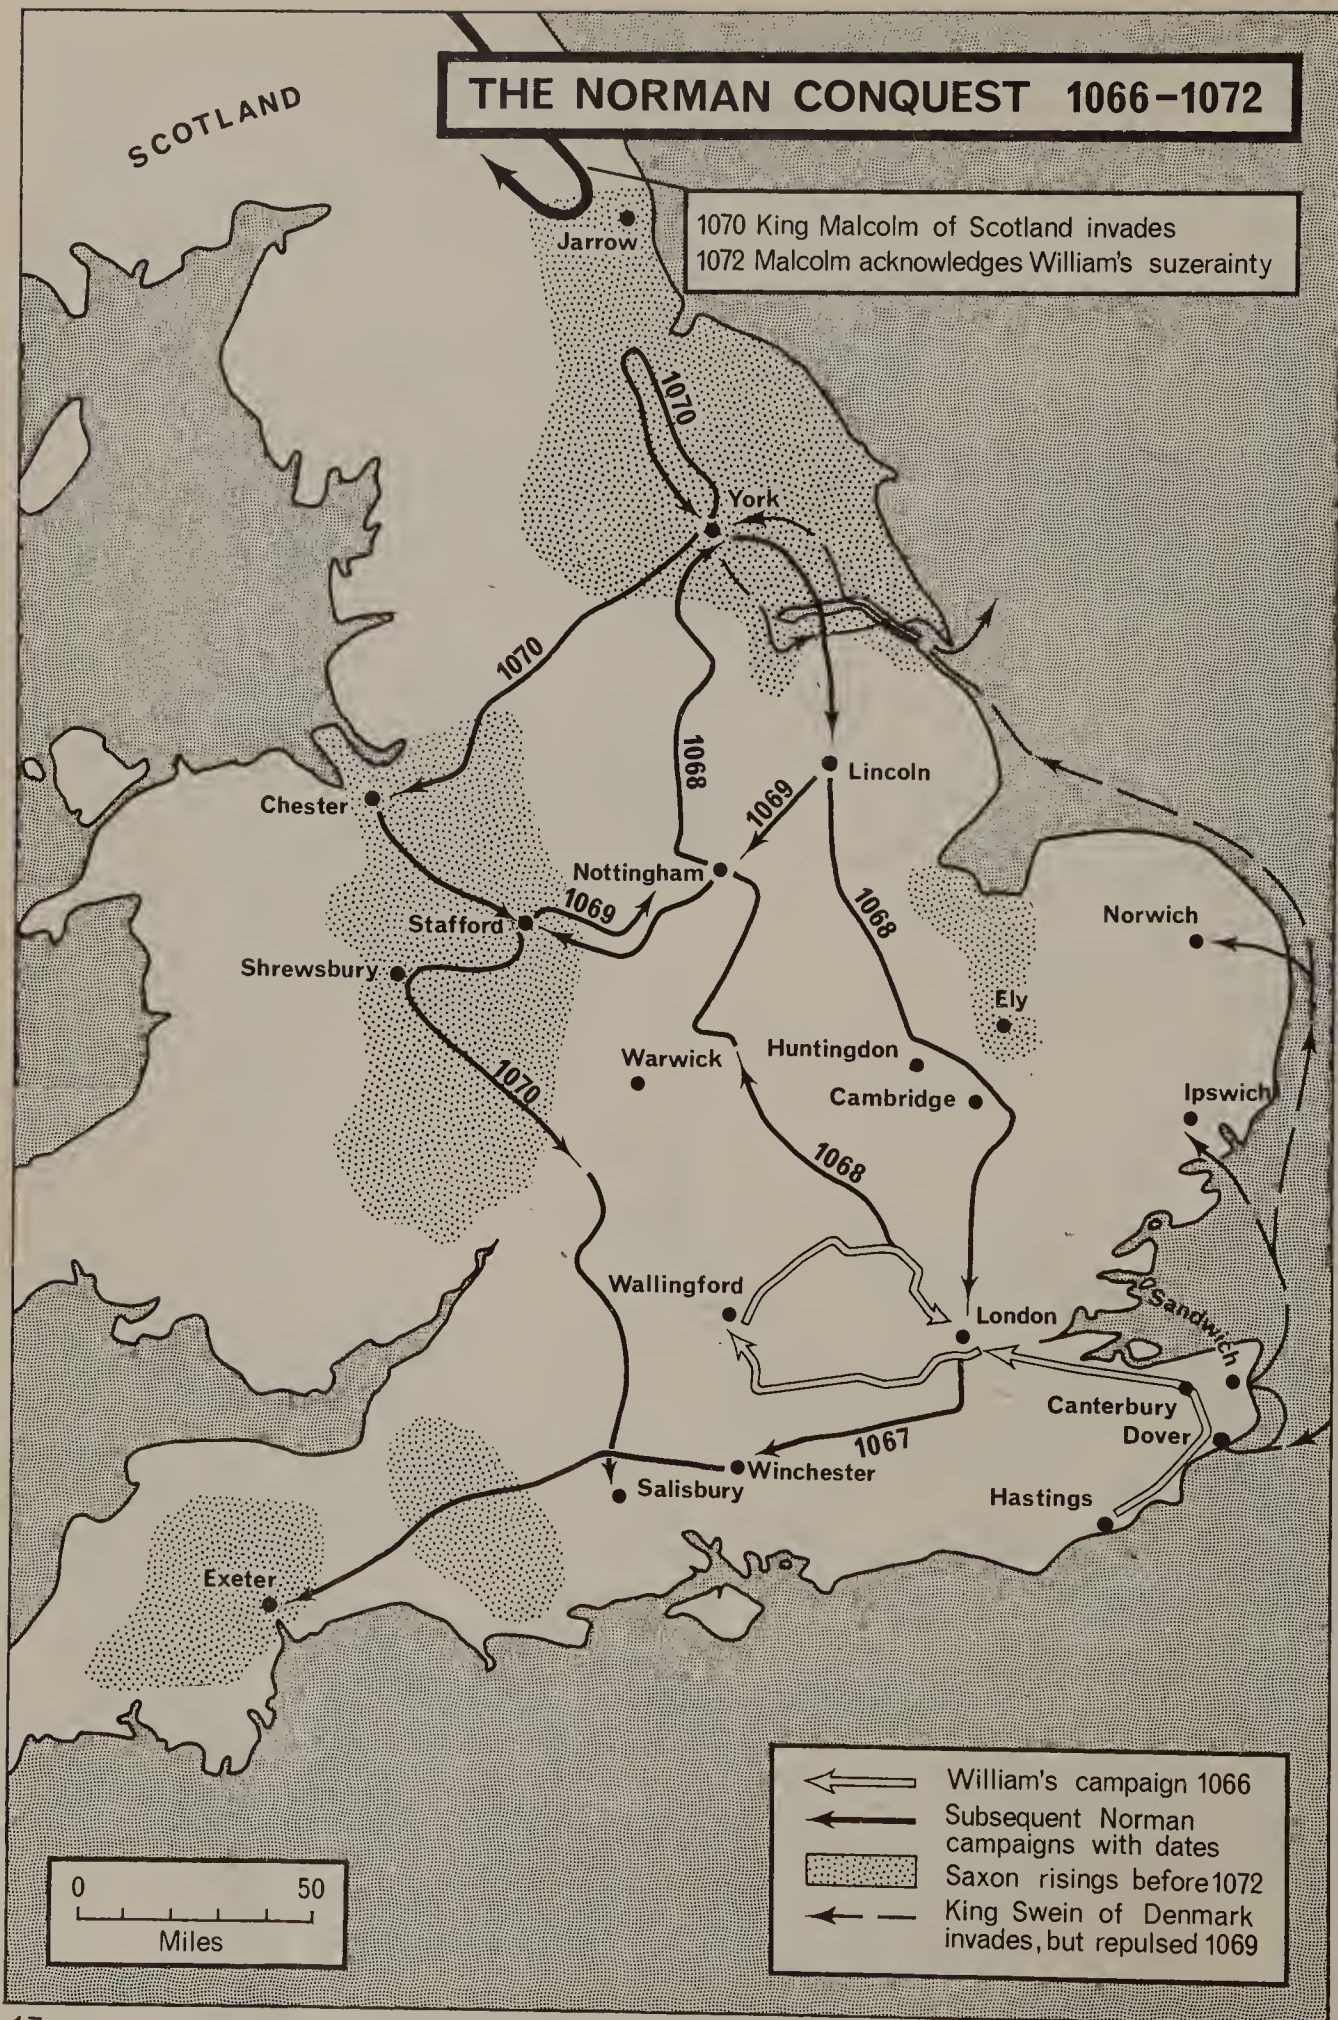 THE NORMAN CONQUEST 1066–1072
SCOTLAND
1070 King Malcolm of Scotland invades
1072 Malcolm acknowledges William's suzerainty
Jarrow
1070
York
1070
1068
Lincoln
1069
Chester
Nottingham
1069
Stafford
1068
Norwich
Shrewsbury
Ely
Warwick
Huntingdon
1070
Cambridge
Ipswich
1068
Wallingford
London
Sandwich
Canterbury
Dover
1067
Winchester
Salisbury
Hastings
Exeter
William's campaign 1066
Subsequent Norman
campaigns with dates
Saxon risings before 1072
King Swein of Denmark
invades, but repulsed 1069
0 50
Miles